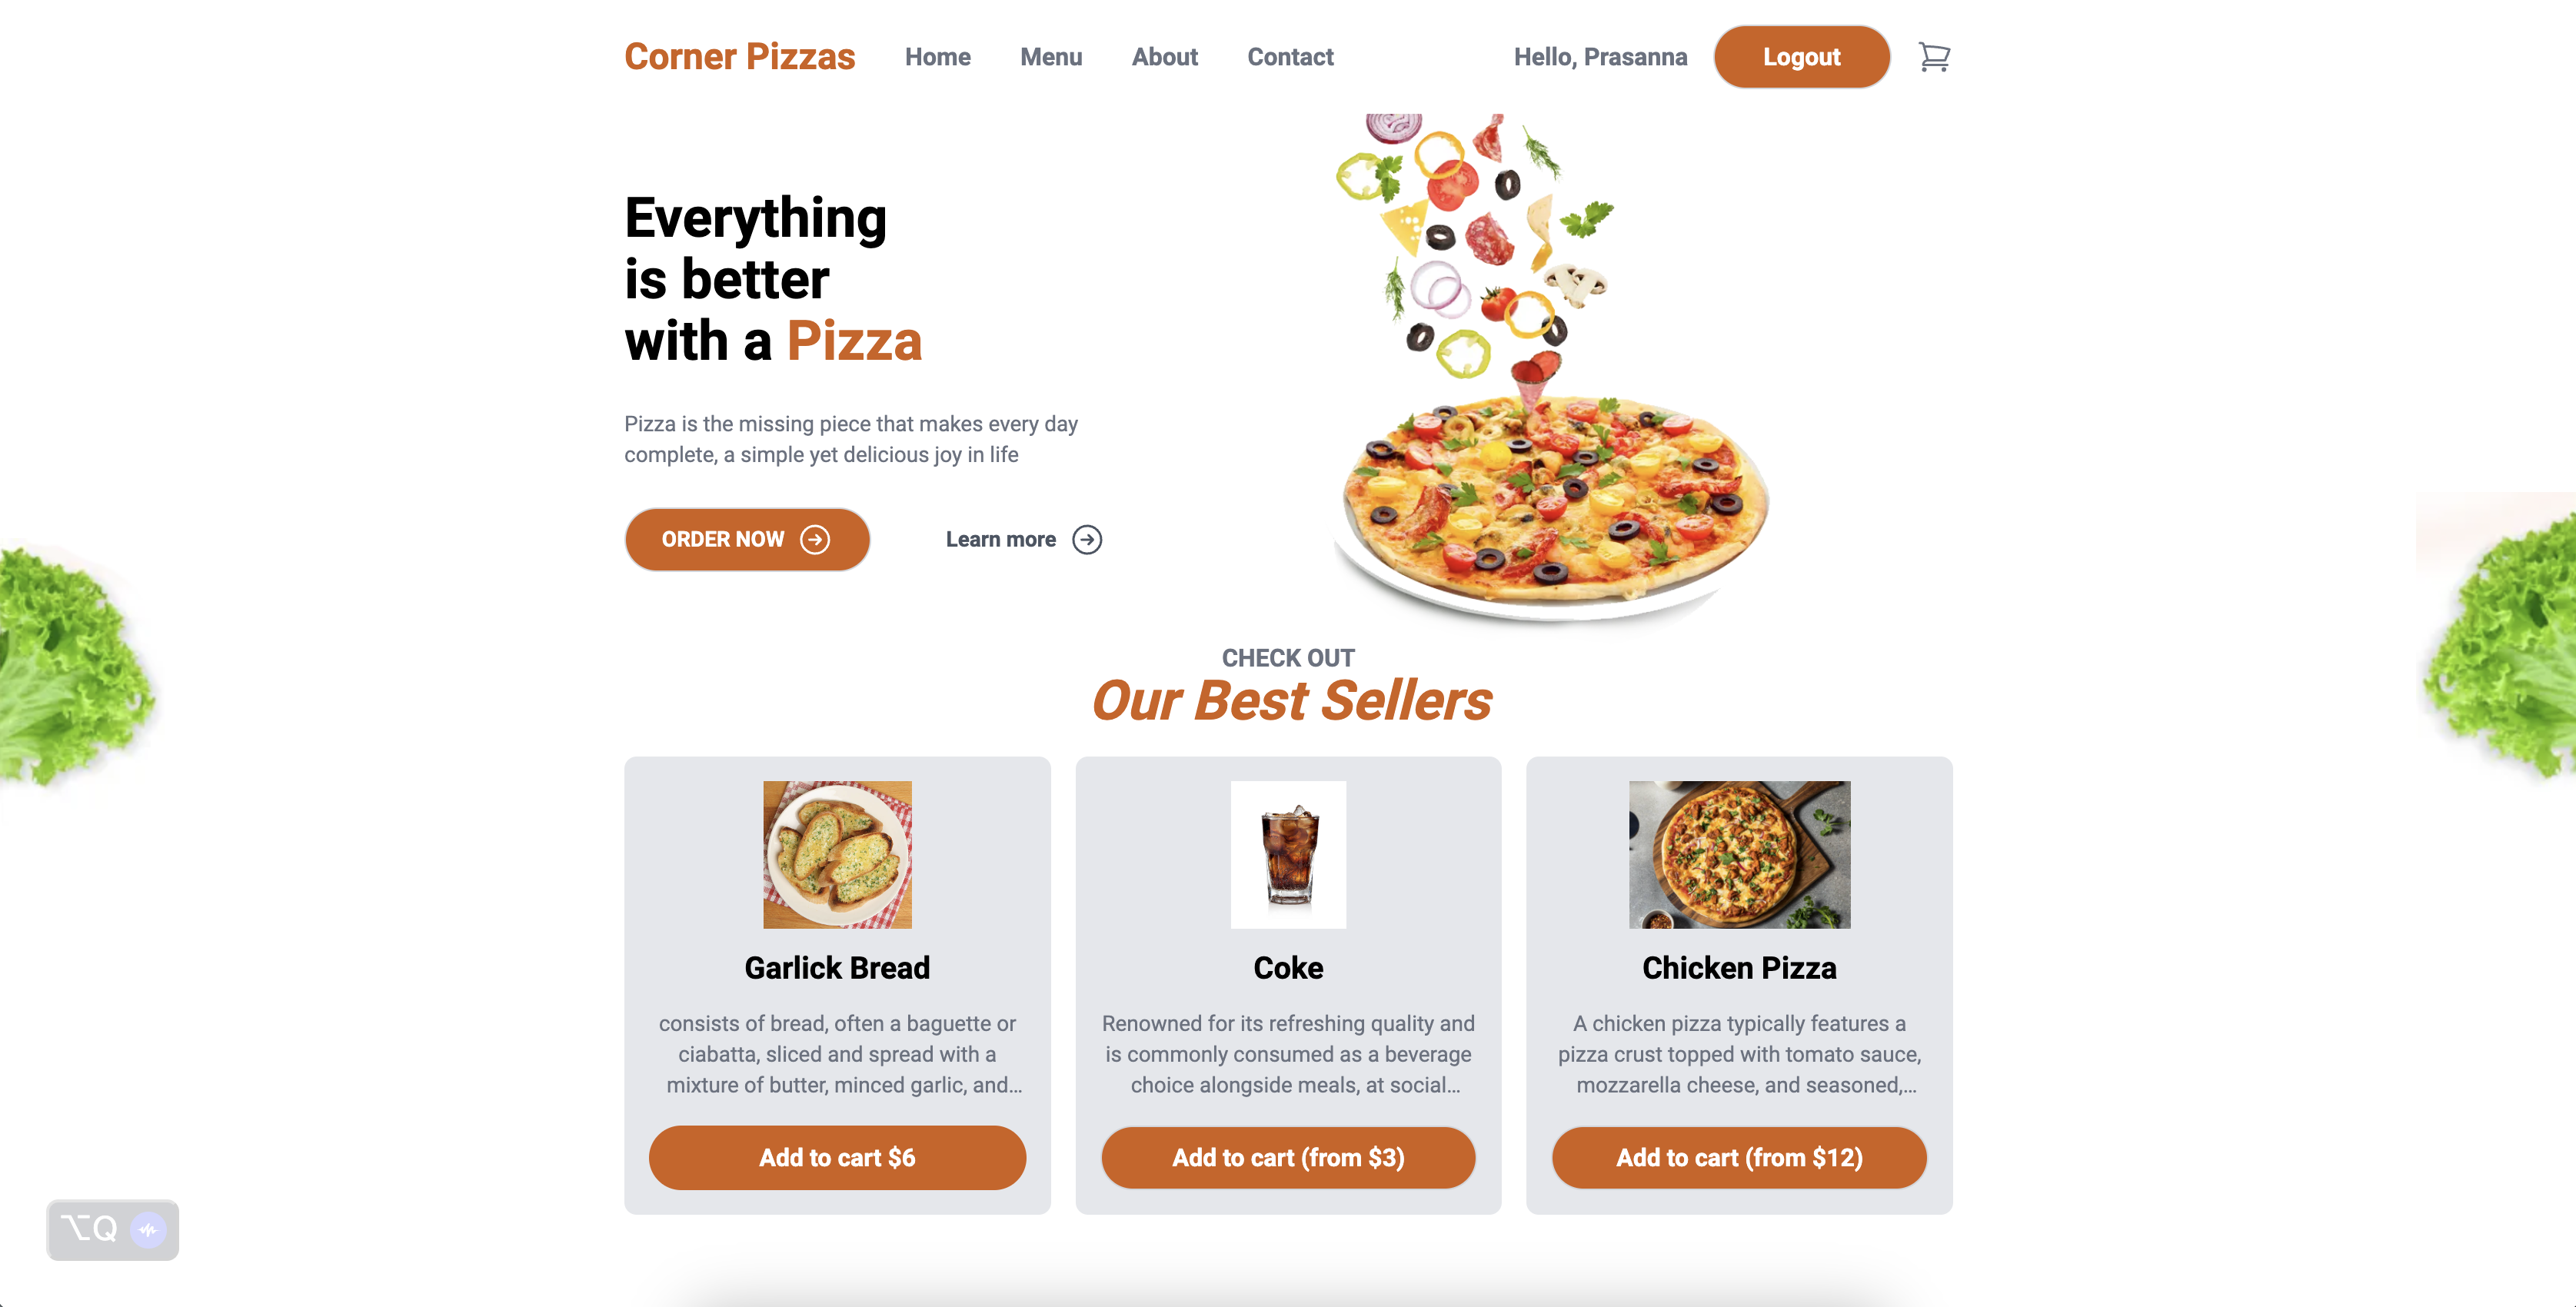 Corner Pizzas Home Menu About Contact Hello, Prasanna Logout
Everything
is better
with a Pizza
Pizza is the missing piece that makes every day
complete, a simple yet delicious joy in life
ORDER NOW Learn more
CHECK OUT
Our Best Sellers
Garlick Bread
consists of bread, often a baguette or
ciabatta, sliced and spread with a
mixture of butter, minced garlic, and...
Add to cart $6
Coke
Renowned for its refreshing quality and
is commonly consumed as a beverage
choice alongside meals, at social...
Add to cart (from $3)
Chicken Pizza
A chicken pizza typically features a
pizza crust topped with tomato sauce,
mozzarella cheese, and seasoned,...
Add to cart (from $12)
⌥Q